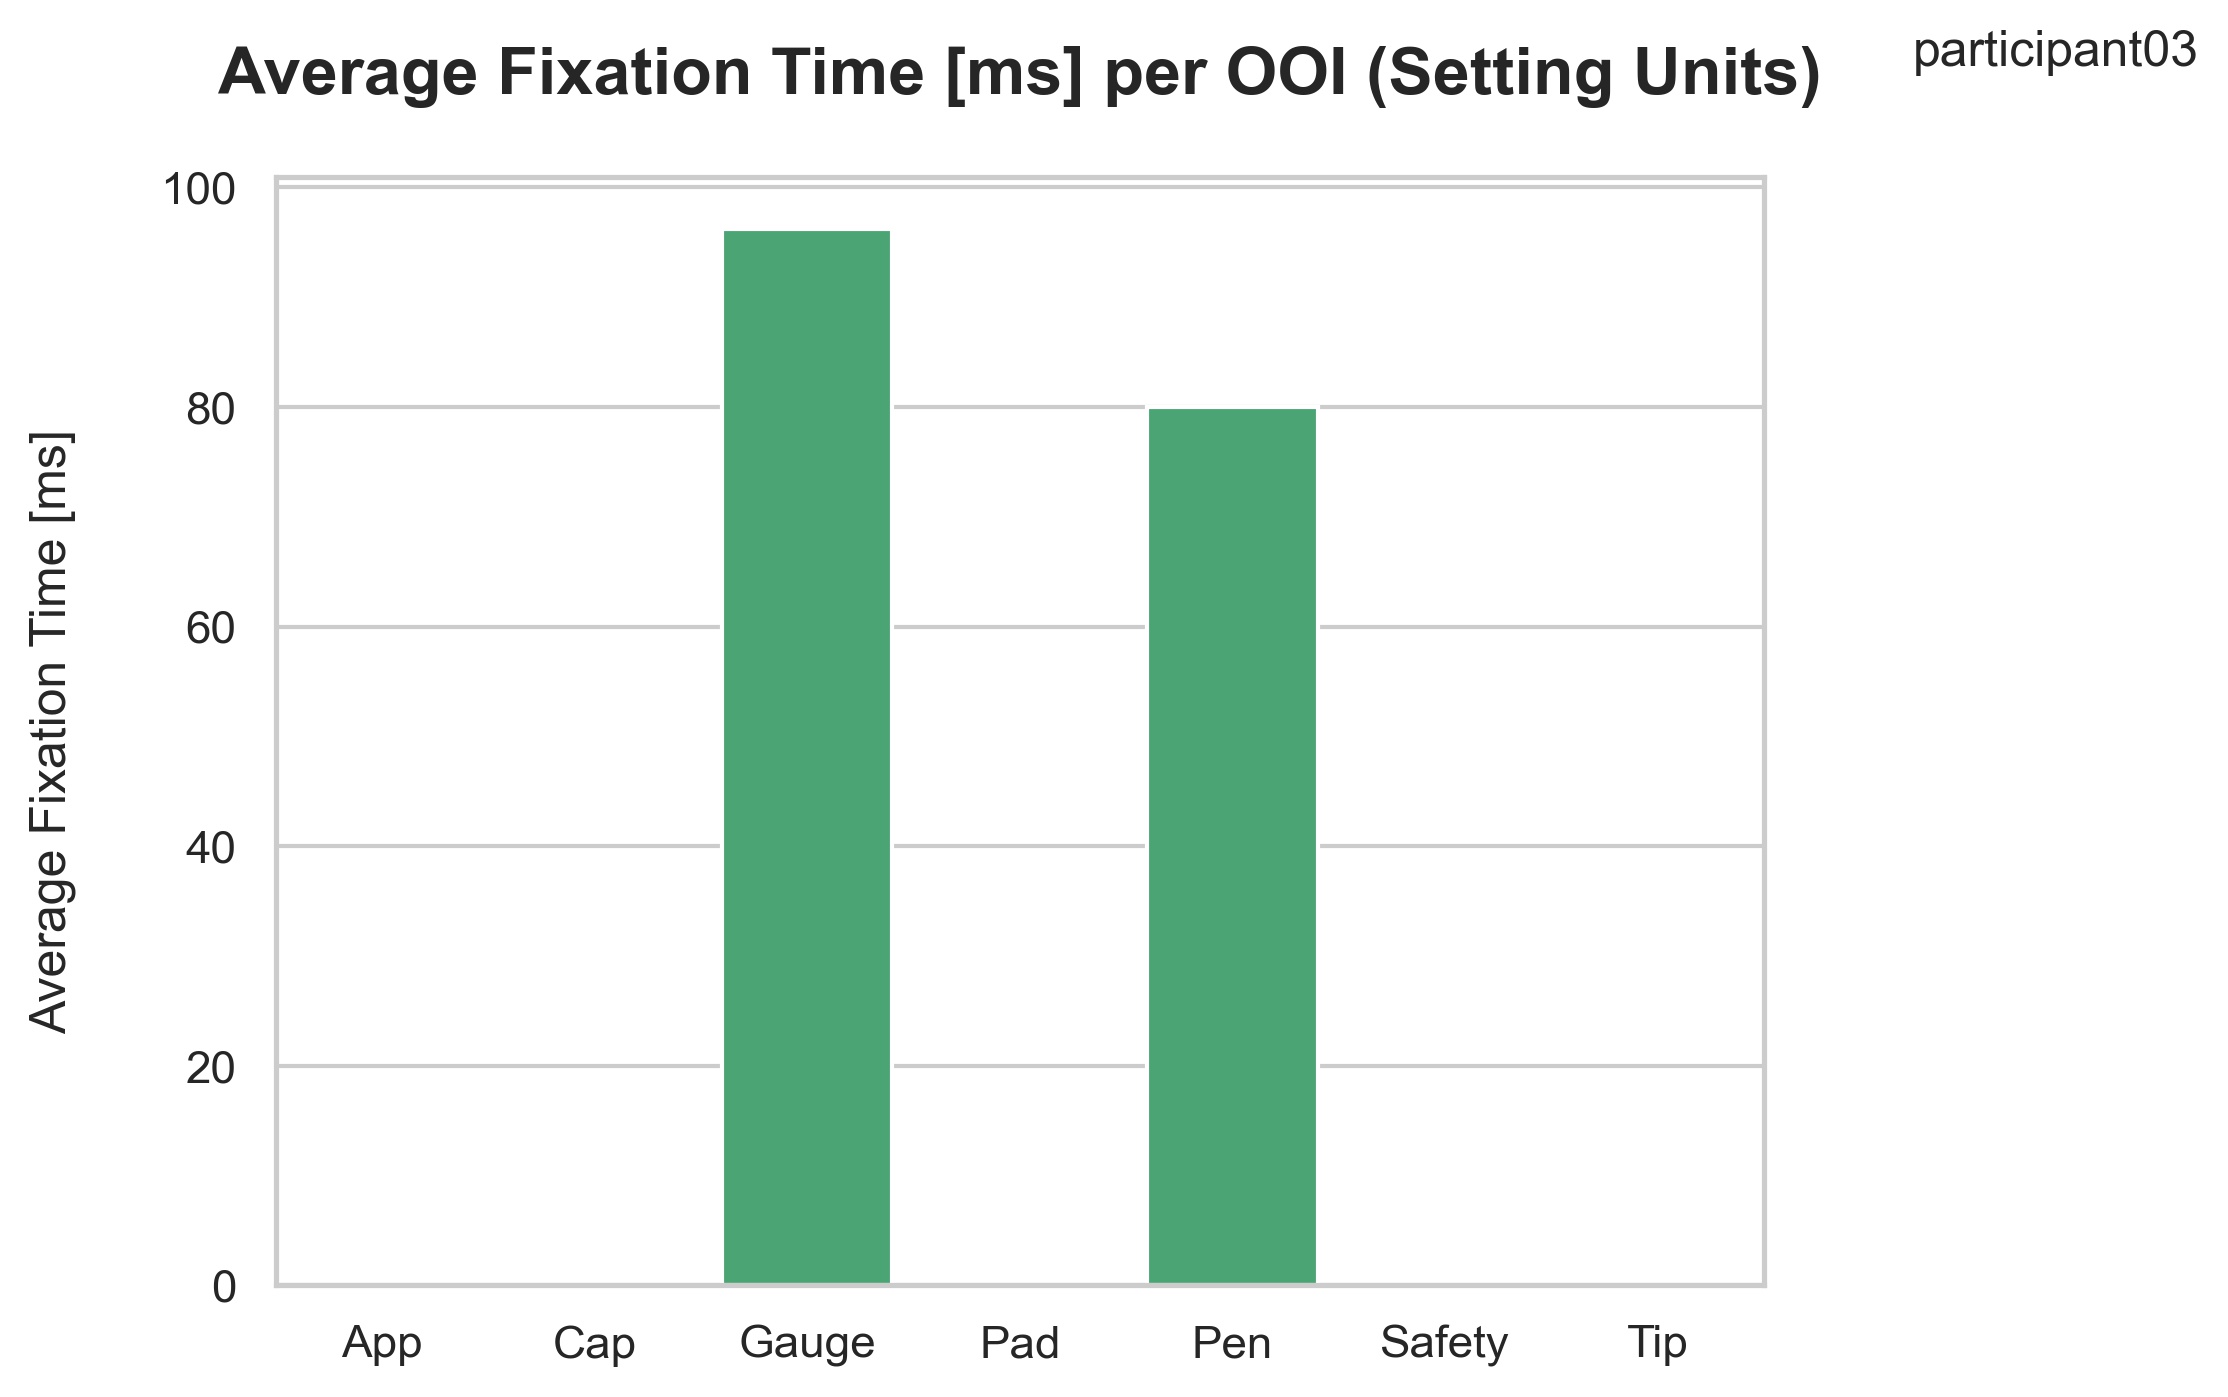 Average Fixation Time [ms] per OOI (Setting Units)
participant03
Average Fixation Time [ms]
100
80
60
40
20
0
App Cap Gauge Pad Pen Safety Tip